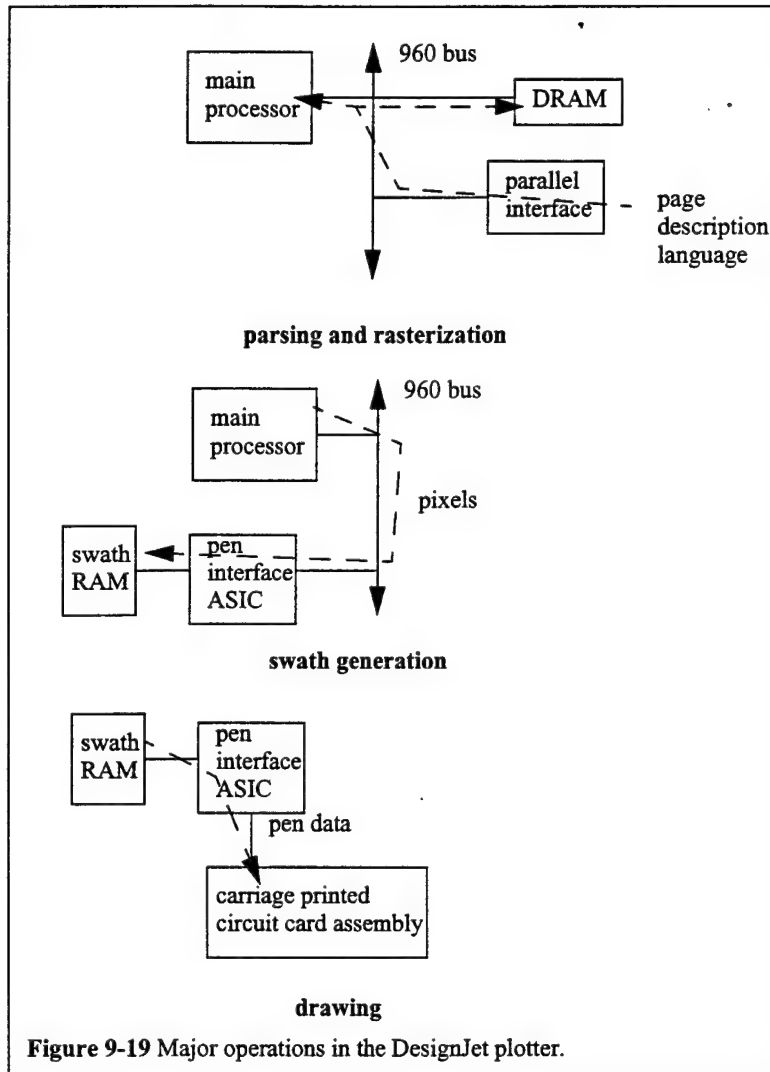 960 bus
main
processor
DRAM
parallel
interface
page
description
language
parsing and rasterization
960 bus
main
processor
pixels
swath
RAM
pen
interface
ASIC
swath generation
swath
RAM
pen
interface
ASIC
pen data
carriage printed
circuit card assembly
drawing
Figure 9-19 Major operations in the DesignJet plotter.